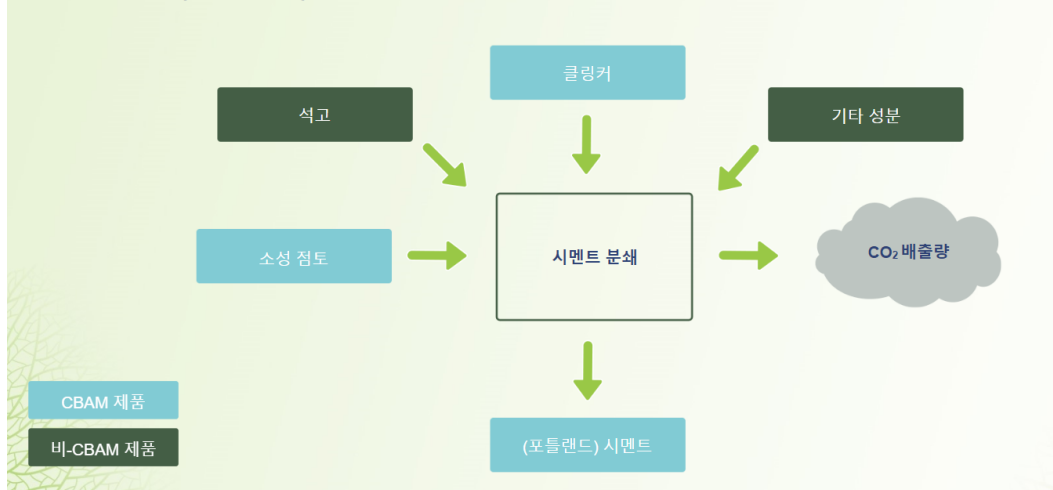 클링커
석고
기타 성분
소성 점토
시멘트 분쇄
CO₂ 배출량
CBAM 제품
비-CBAM 제품
(포틀랜드) 시멘트